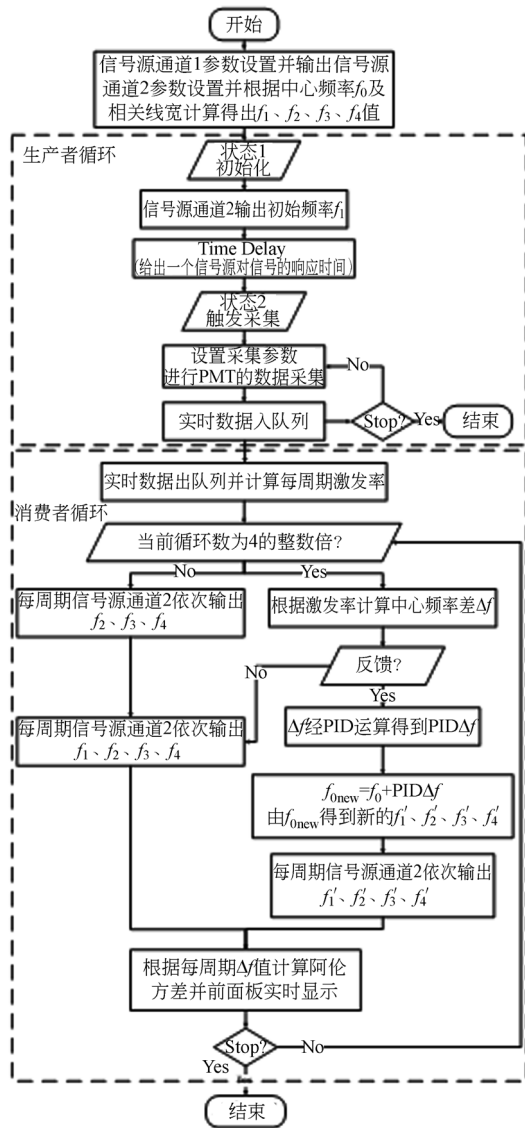 开始
信号源通道1参数设置并输出信号源
通道2参数设置并根据中心频率f₀及
相关线宽计算得出f₁、f₂、f₃、f₄值
生产者循环
状态1
初始化
信号源通道2输出初始频率f₁
Time Delay
(给出一个信号源对信号的响应时间)
状态2
触发采集
设置采集参数
进行PMT的数据采集
No
实时数据入队列
Stop?
Yes
结束
实时数据出队列并计算每周期激发率
消费者循环
当前循环数为4的整数倍?
No
Yes
每周期信号源通道2依次输出
f₂、f₃、f₄
根据激发率计算中心频率差Δf
反馈?
No
Yes
每周期信号源通道2依次输出
f₁、f₂、f₃、f₄
Δf经PID运算得到PIDΔf
f₀new=f₀+PIDΔf
由f₀new得到新的f₁′、f₂′、f₃′、f₄′
每周期信号源通道2依次输出
f₁′、f₂′、f₃′、f₄′
根据每周期Δf值计算阿伦
方差并前面板实时显示
Stop?
No
Yes
结束